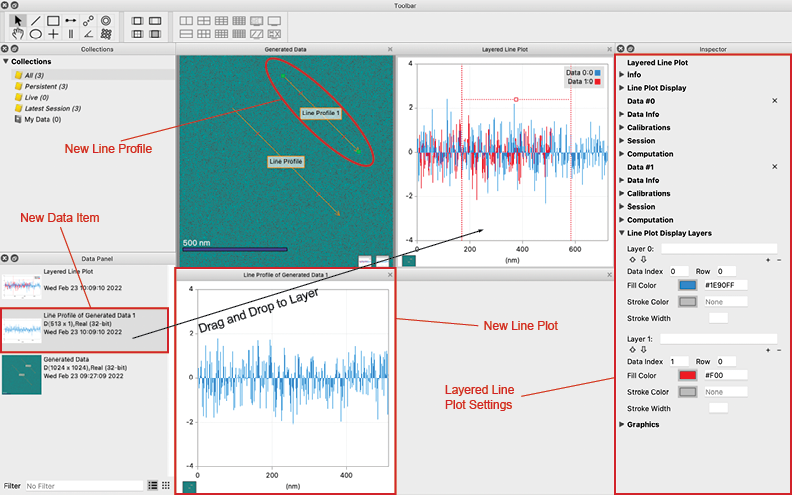 Toolbar
Collections
Collections
All (3)
Persistent (3)
Live (0)
Latest Session (3)
My Data (0)
New Line Profile
New Data Item
Data Panel
Layered Line Plot
Wed Feb 23 10:09:10 2022
Line Profile of Generated Data 1
D(513 x 1),Real (32-bit)
Wed Feb 23 10:09:10 2022
Generated Data
D(1024 x 1024),Real (32-bit)
Wed Feb 23 09:27:09 2022
Filter
No Filter
Generated Data
Line Profile 1
Line Profile
500 nm
Layered Line Plot
Data 0:0
Data 1:0
4
2
0
-2
-4
0
200
400
600
(nm)
Line Profile of Generated Data 1
Drag and Drop to Layer
4
2
0
-2
-4
0
200
400
(nm)
New Line Plot
Layered Line
Plot Settings
Inspector
Layered Line Plot
Info
Line Plot Display
Data #0
Data Info
Calibrations
Session
Computation
Data #1
Data Info
Calibrations
Session
Computation
Line Plot Display Layers
Layer 0:
Data Index 0 Row 0
Fill Color #1E90FF
Stroke Color None
Stroke Width
Layer 1:
Data Index 1 Row 0
Fill Color #F00
Stroke Color None
Stroke Width
Graphics